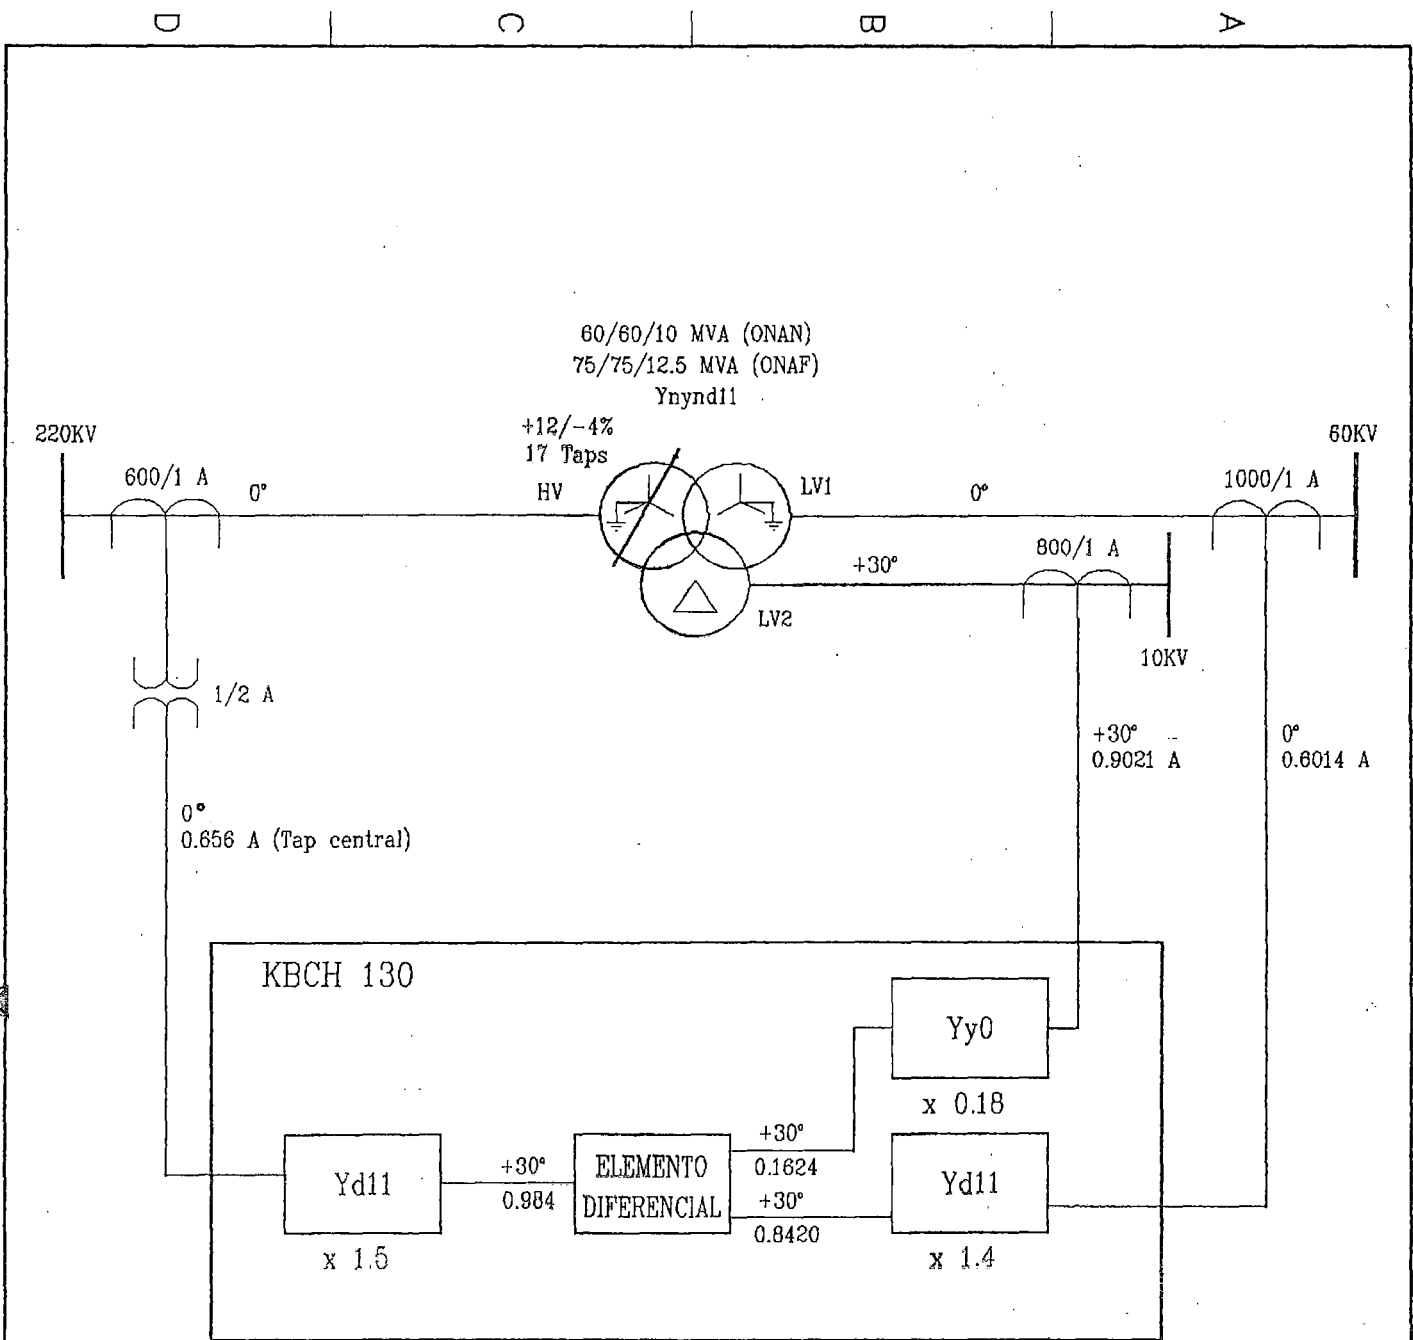 D C B A
60/60/10 MVA (ONAN)
75/75/12.5 MVA (ONAF)
Ynynd11
+12/-4%
17 Taps
220KV
600/1 A
0°
HV
LV1
0°
1000/1 A
60KV
+30°
800/1 A
LV2
10KV
1/2 A
+30°
0.9021 A
0°
0.6014 A
0°
0.656 A (Tap central)
KBCH 130
Yy0
x 0.18
Yd11
x 1.5
+30°
0.984
ELEMENTO
DIFERENCIAL
+30°
0.1624
+30°
0.8420
Yd11
x 1.4